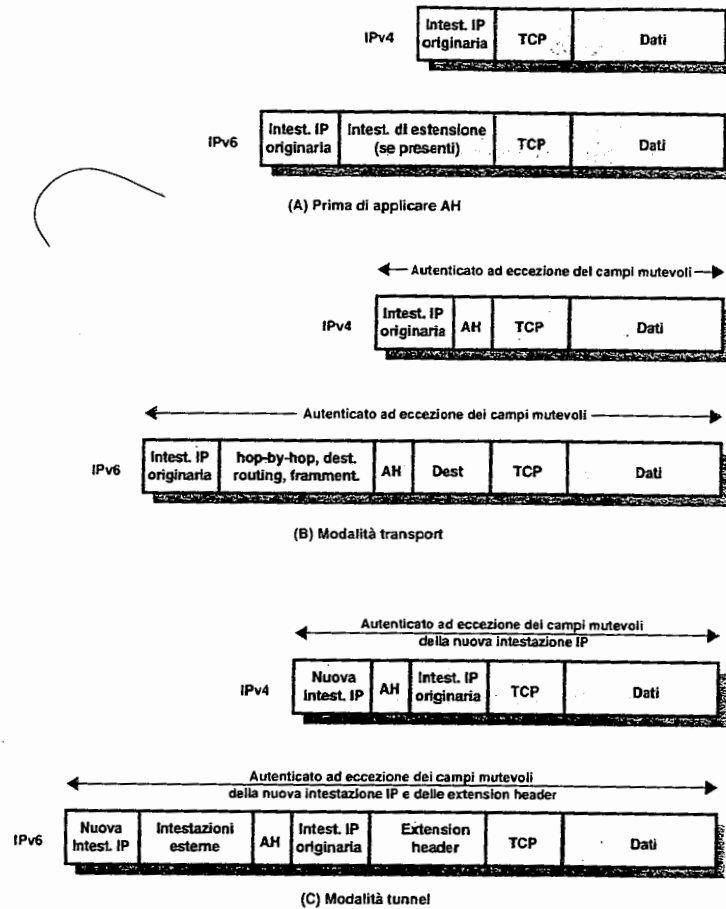 IPv4
Intest. IP originaria
TCP
Dati
IPv6
Intest. IP originaria
Intest. di estensione (se presenti)
TCP
Dati
(A) Prima di applicare AH
Autenticato ad eccezione dei campi mutevoli
IPv4
Intest. IP originaria
AH
TCP
Dati
Autenticato ad eccezione dei campi mutevoli
IPv6
Intest. IP originaria
hop-by-hop, dest. routing, framment.
AH
Dest
TCP
Dati
(B) Modalità transport
Autenticato ad eccezione dei campi mutevoli
della nuova intestazione IP
IPv4
Nuova Intest. IP
AH
Intest. IP originaria
TCP
Dati
Autenticato ad eccezione dei campi mutevoli
della nuova intestazione IP e delle extension header
IPv6
Nuova Intest. IP
Intestazioni esterne
AH
Intest. IP originaria
Extension header
TCP
Dati
(C) Modalità tunnel